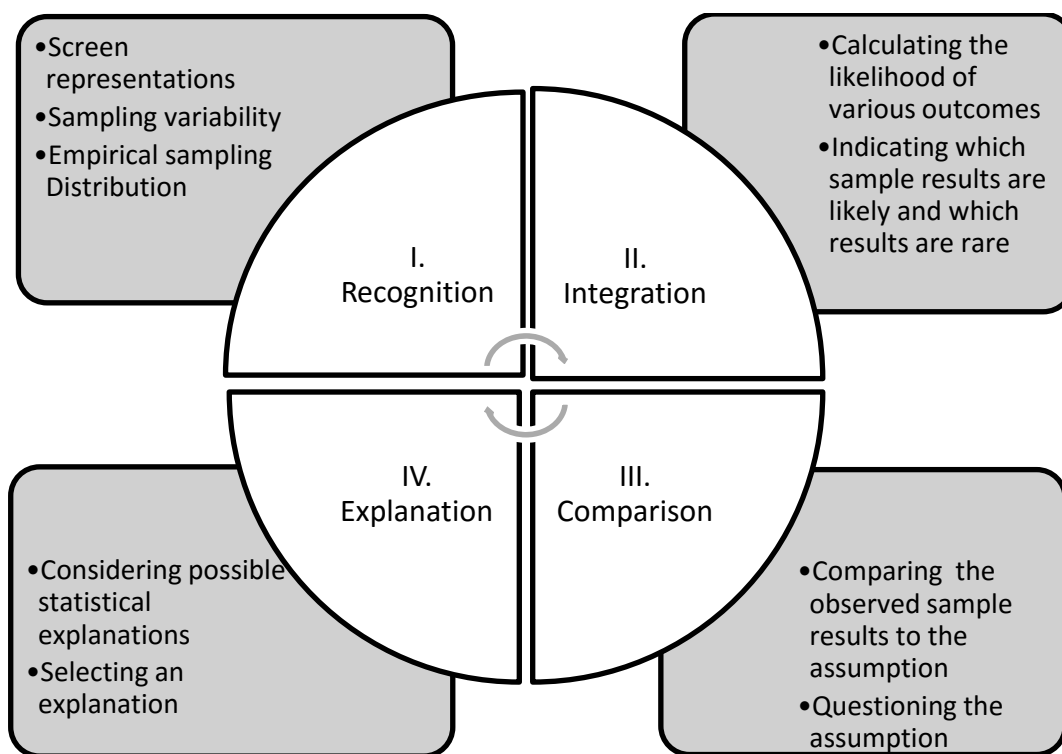 •Screen
representations
•Sampling variability
•Empirical sampling
Distribution
•Calculating the
likelihood of
various outcomes
•Indicating which
sample results are
likely and which
results are rare
I.
Recognition
II.
Integration
IV.
Explanation
III.
Comparison
•Considering possible
statistical
explanations
•Selecting an
explanation
•Comparing the
observed sample
results to the
assumption
•Questioning the
assumption